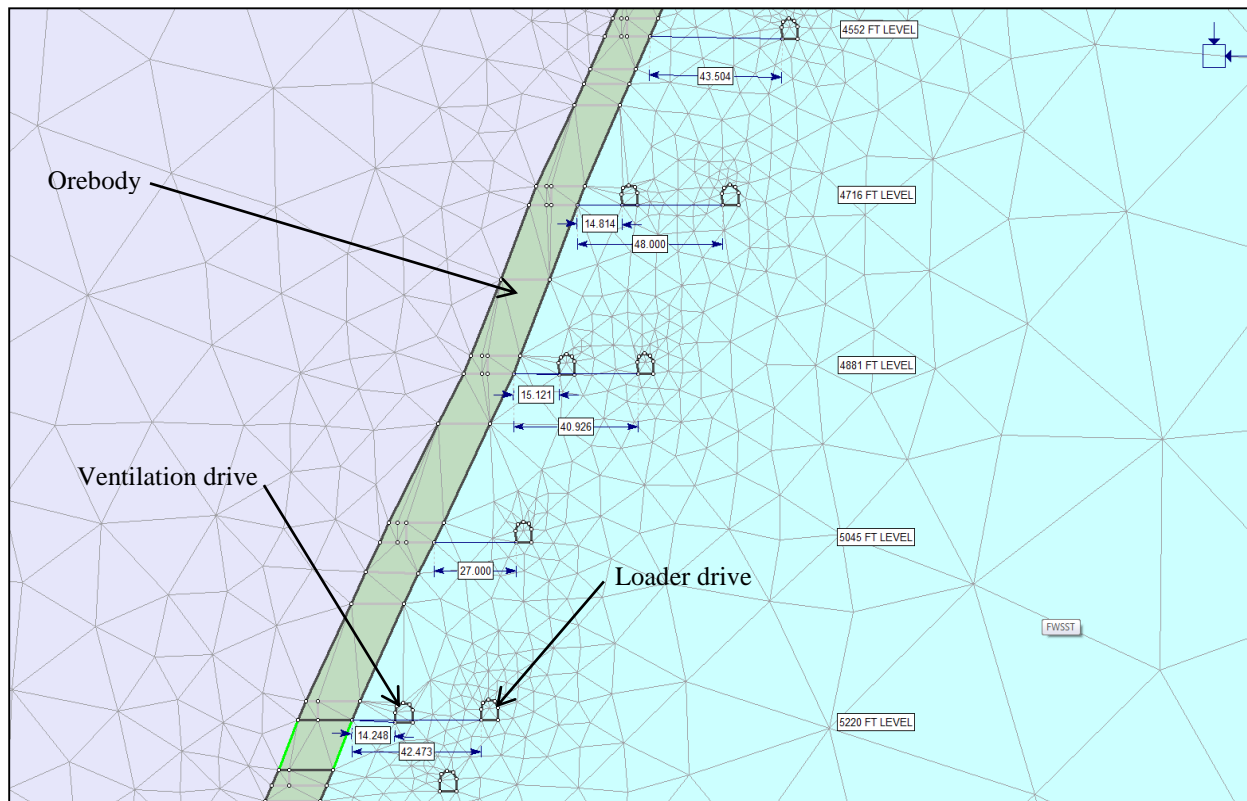 4552 FT LEVEL
43.504
Orebody
4716 FT LEVEL
14.814
48.000
4881 FT LEVEL
15.121
40.926
Ventilation drive
5045 FT LEVEL
27.000
Loader drive
FWSST
5220 FT LEVEL
14.248
42.473